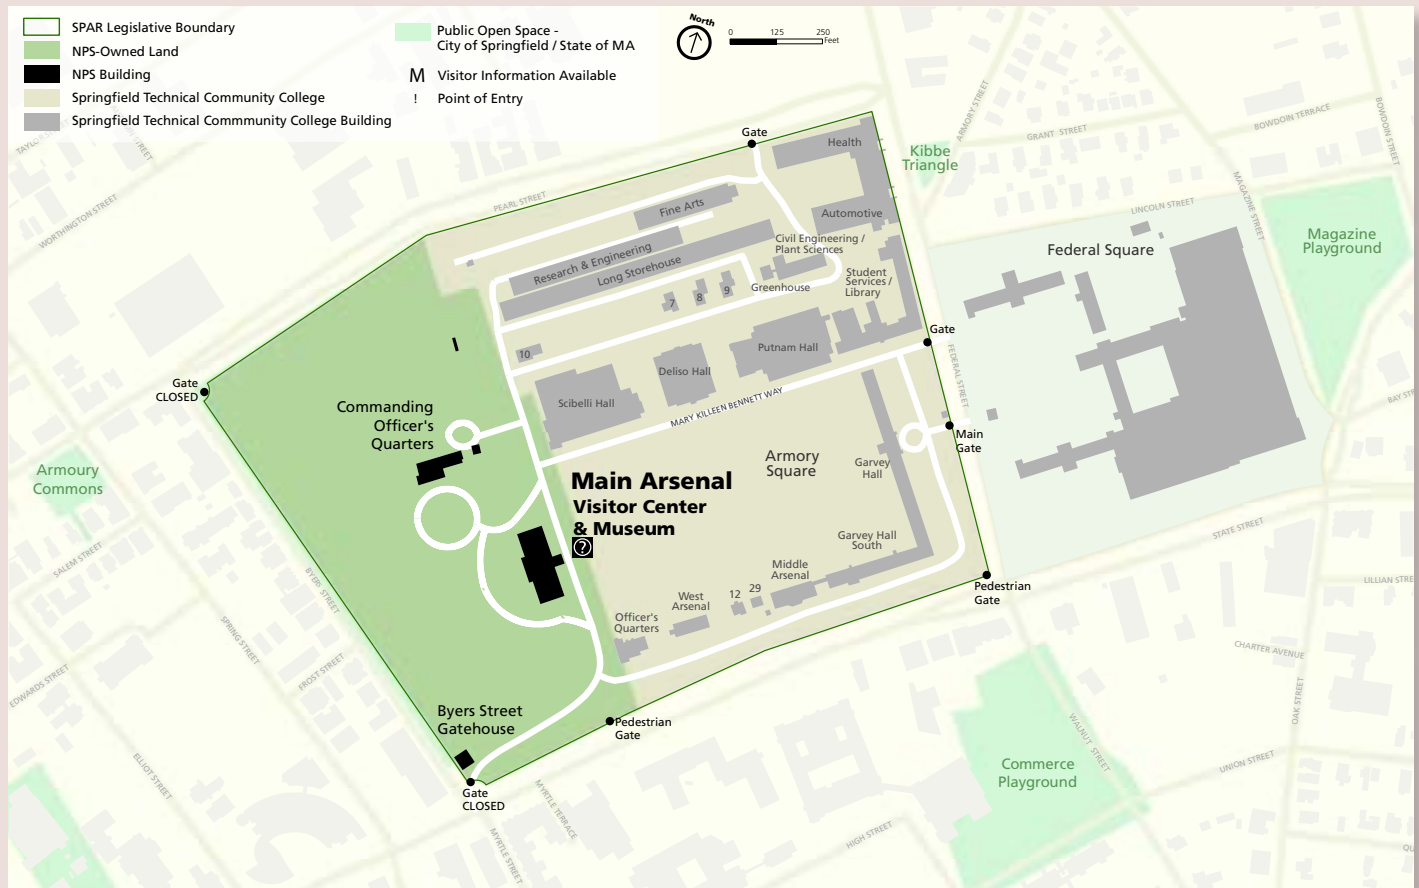 SPAR Legislative Boundary
NPS-Owned Land
NPS Building
Springfield Technical Community College
Springfield Technical Commmunity College Building
Public Open Space -
City of Springfield / State of MA
M Visitor Information Available
! Point of Entry
North
0 125 250
Feet
WORTHINGTON STREET
PEARL STREET
Gate
Health
Kibbe
Triangle
ARMORY STREET
GRANT STREET
BOWDOIN TERRACE
BOWDOIN STREET
MAGAZINE STREET
LINCOLN STREET
Magazine
Playground
Federal Square
Fine Arts
Automotive
Research & Engineering
Long Storehouse
Civil Engineering /
Plant Sciences
Greenhouse
Student
Services /
Library
7
8
9
10
Gate
FEDERAL STREET
Putnam Hall
Deliso Hall
Scibelli Hall
MARY KILLEEN BENNETT WAY
Gate
CLOSED
Commanding
Officer's
Quarters
Main
Gate
Armory
Square
Garvey
Hall
Main Arsenal
Visitor Center
& Museum
?
Garvey Hall
South
Middle
Arsenal
29
12
West
Arsenal
Officer's
Quarters
Pedestrian
Gate
STATE STREET
Armoury
Commons
SALEM STREET
BYERS STREET
SPRING STREET
FROST STREET
EDWARDS STREET
ELLIOT STREET
Byers Street
Gatehouse
Pedestrian
Gate
Gate
CLOSED
MYRTLE TERRACE
MYRTLE STREET
HIGH STREET
Commerce
Playground
WALNUT STREET
UNION STREET
OAK STREET
CHARTER AVENUE